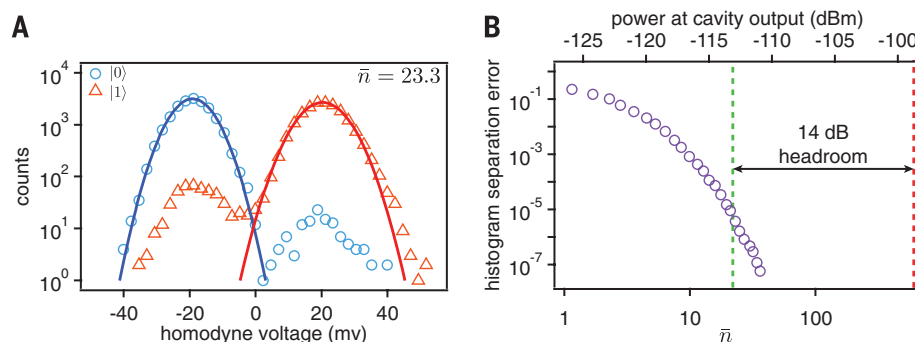 A
|0⟩
|1⟩
n̄ = 23.3
counts
10^4
10^3
10^2
10^1
10^0
-40
-20
0
20
40
homodyne voltage (mv)
B
power at cavity output (dBm)
-125
-120
-115
-110
-105
-100
histogram separation error
10^-1
10^-3
10^-5
10^-7
14 dB
headroom
1
10
100
n̄